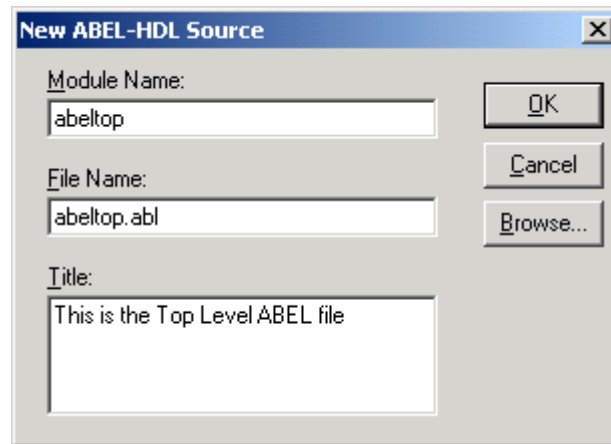 New ABEL-HDL Source
Module Name:
abeltop
OK
Cancel
File Name:
abeltop.abl
Browse...
Title:
This is the Top Level ABEL file